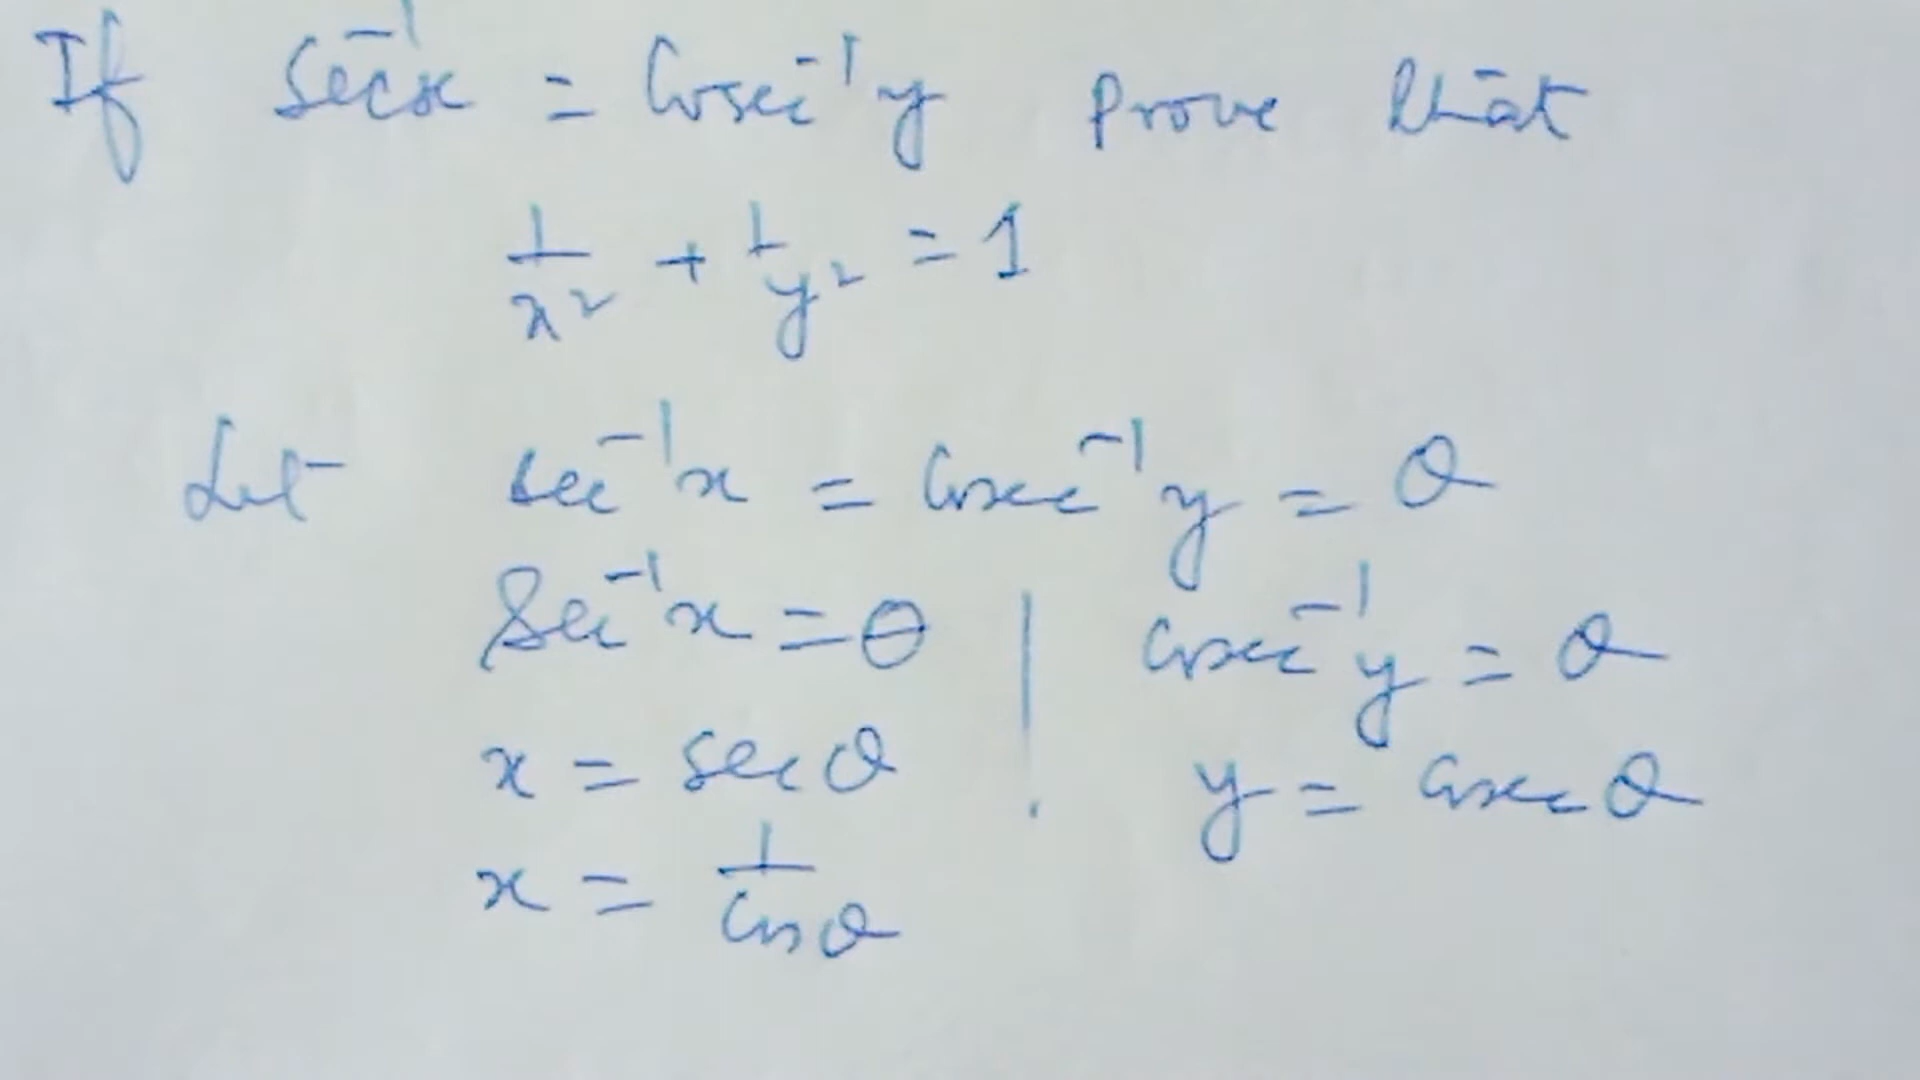 If sec⁻¹x = Cosec⁻¹y prove that
1/x² + 1/y² = 1
Let sec⁻¹x = Cosec⁻¹y = θ
Sec⁻¹x = θ | Cosec⁻¹y = θ
x = secθ | y = Cosecθ
x = 1/Cosθ